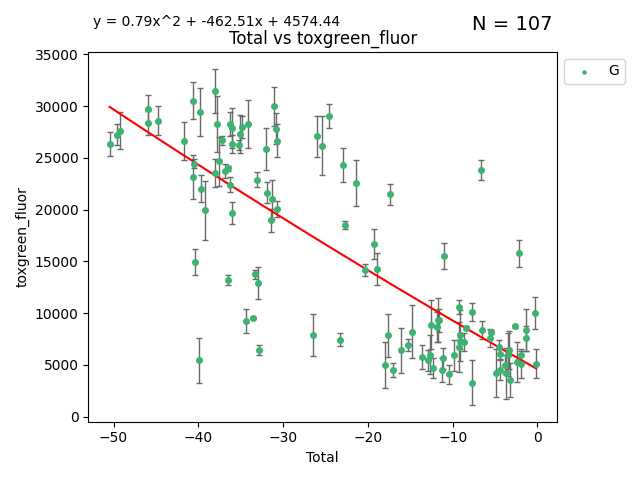 y = 0.79x^2 + -462.51x + 4574.44
N = 107
Total vs toxgreen_fluor
G
35000
30000
25000
20000
15000
10000
5000
0
toxgreen_fluor
−50 −40 −30 −20 −10 0
Total